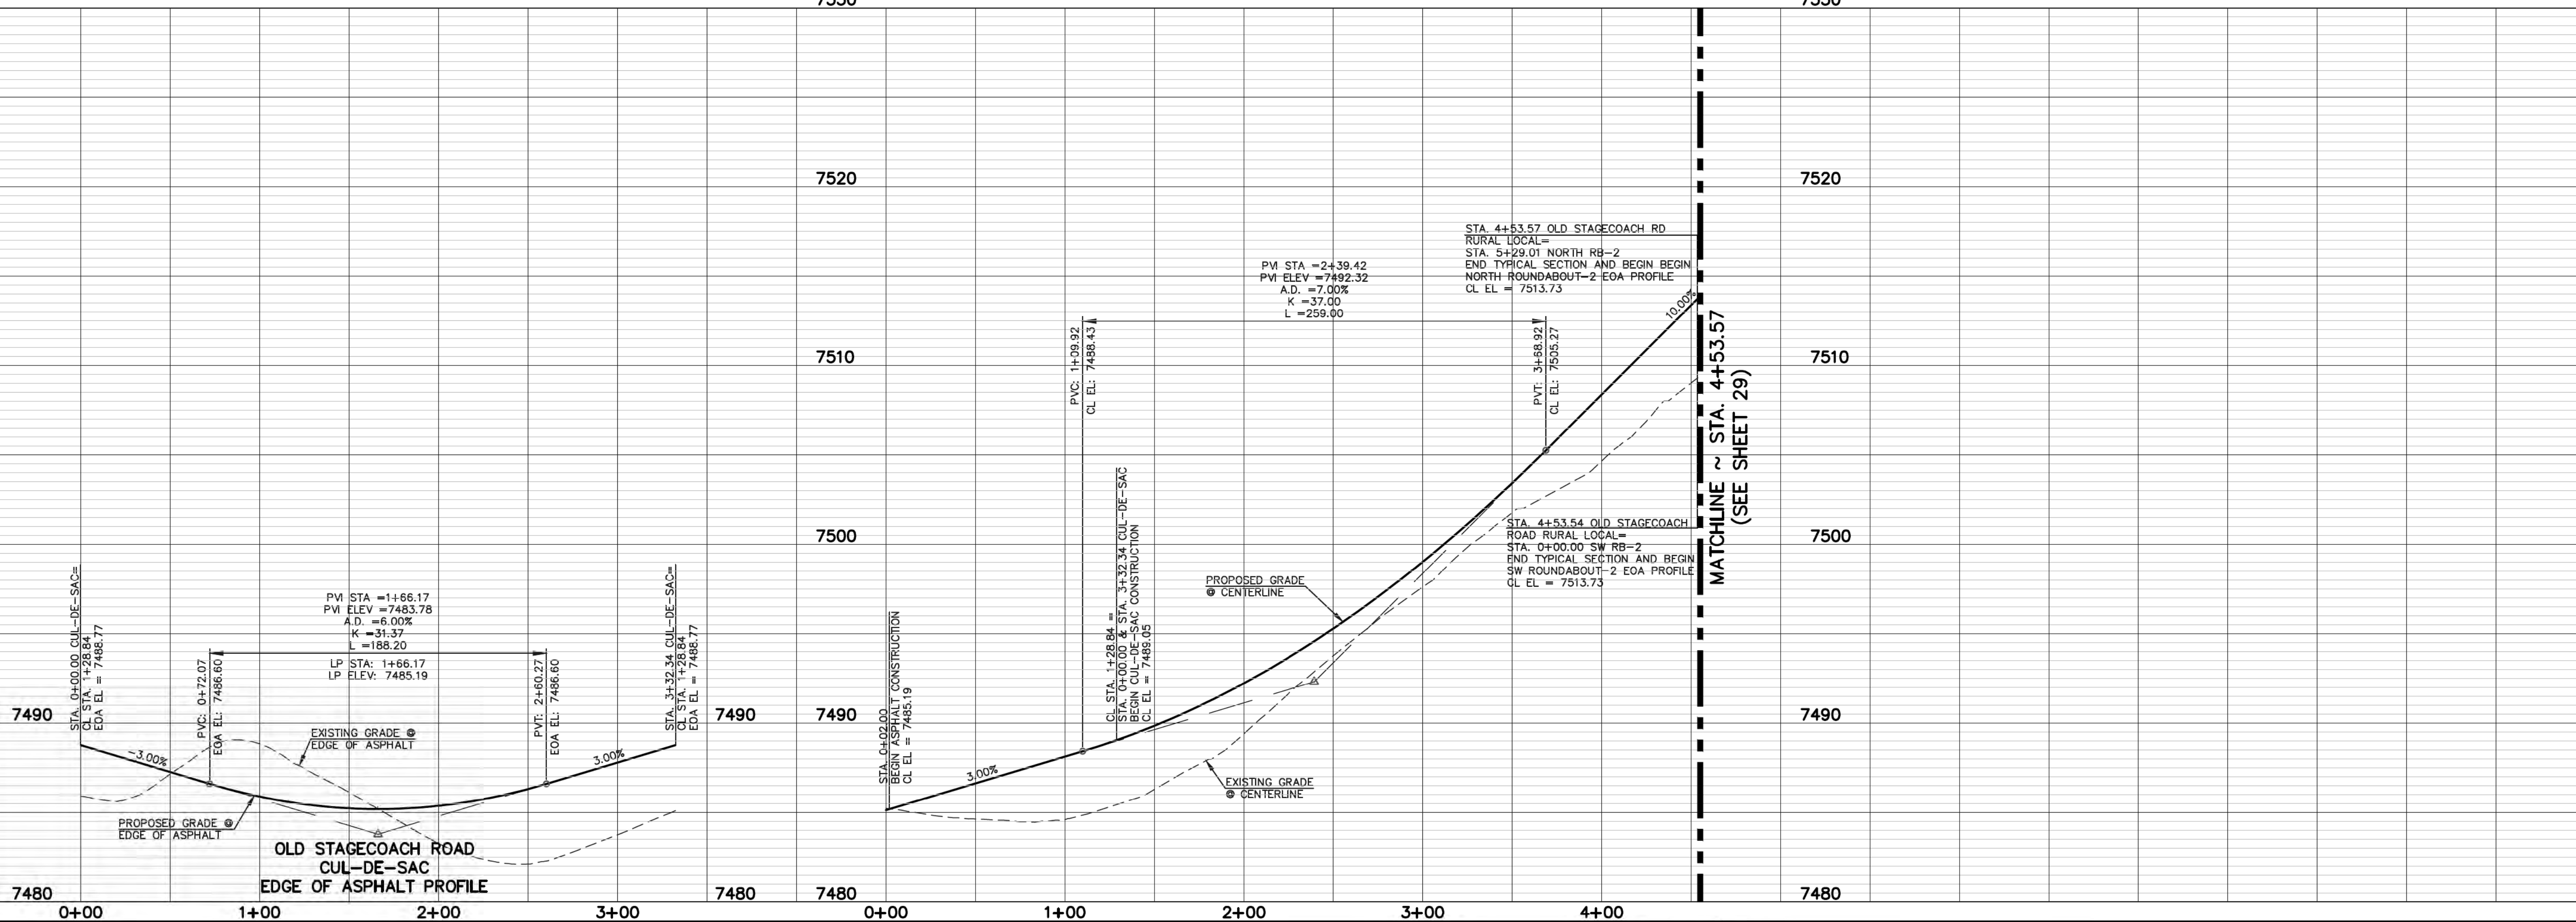 7530
7530
7520
7520
7510
7510
7500
7500
7490
7490
7490
7490
7480
7480
7480
7480
STA. 0+00.00 CUL-DE-SAC=
CL STA. 1+28.84
EOA EL = 7488.77
-3.00%
PVC: 0+72.07
EOA EL: 7486.60
PVI STA =1+66.17
PVI ELEV =7483.78
A.D. =6.00%
K =31.37
L =188.20
LP STA: 1+66.17
LP ELEV: 7485.19
EXISTING GRADE @
EDGE OF ASPHALT
PROPOSED GRADE @
EDGE OF ASPHALT
PVT: 2+60.27
EOA EL: 7486.60
3.00%
STA. 3+32.34 CUL-DE-SAC=
CL STA. 1+28.84
EOA EL = 7488.77
OLD STAGECOACH ROAD
CUL-DE-SAC
EDGE OF ASPHALT PROFILE
0+00
1+00
2+00
3+00
STA. 0+02.00
BEGIN ASPHALT CONSTRUCTION
CL EL = 7485.19
3.00%
PVC: 1+09.92
CL EL: 7488.43
CL STA. 1+28.84 =
STA. 0+00.00 & STA. 3+32.34 CUL-DE-SAC
BEGIN CUL-DE-SAC CONSTRUCTION
CL EL = 7489.05
PVI STA =2+39.42
PVI ELEV =7492.32
A.D. =7.00%
K =37.00
L =259.00
PROPOSED GRADE
@ CENTERLINE
EXISTING GRADE
@ CENTERLINE
PVT: 3+68.92
CL EL: 7505.27
STA. 4+53.57 OLD STAGECOACH RD
RURAL LOCAL=
STA. 5+29.01 NORTH RB-2
END TYPICAL SECTION AND BEGIN BEGIN
NORTH ROUNDABOUT-2 EOA PROFILE
CL EL = 7513.73
10.00%
STA. 4+53.54 OLD STAGECOACH
ROAD RURAL LOCAL=
STA. 0+00.00 SW RB-2
END TYPICAL SECTION AND BEGIN
SW ROUNDABOUT-2 EOA PROFILE
CL EL = 7513.73
MATCHLINE ~ STA. 4+53.57
(SEE SHEET 29)
0+00
1+00
2+00
3+00
4+00